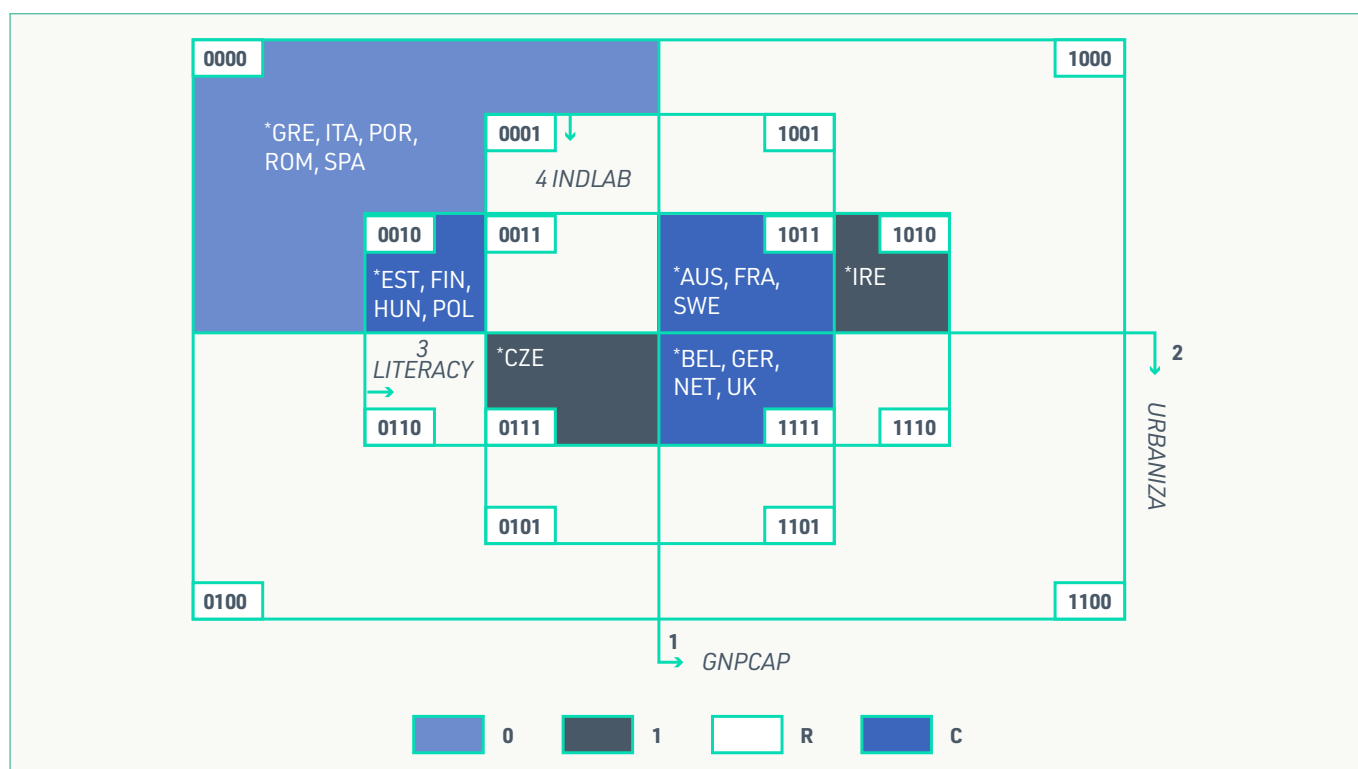 0000
1000
*GRE, ITA, POR,
ROM, SPA
0001
1001
4 INDLAB
0010
0011
1011
1010
*EST, FIN,
HUN, POL
*AUS, FRA,
SWE
*IRE
3
LITERACY
*CZE
*BEL, GER,
NET, UK
2
URBANIZA
0110
0111
1111
1110
0101
1101
0100
1100
1
GNPCAP
0
1
R
C